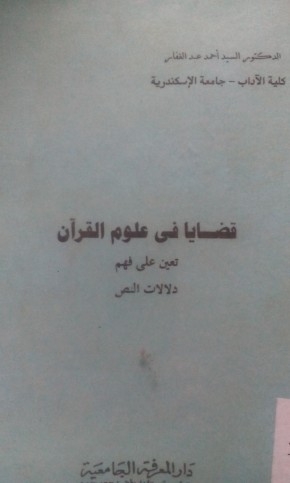 الدكتور السيد أحمد عبد الغفار
كلية الآداب - جامعة الإسكندرية
قضايا فى علوم القرآن
تعين على فهم
دلالات النص
دار المعرفة الجامعية